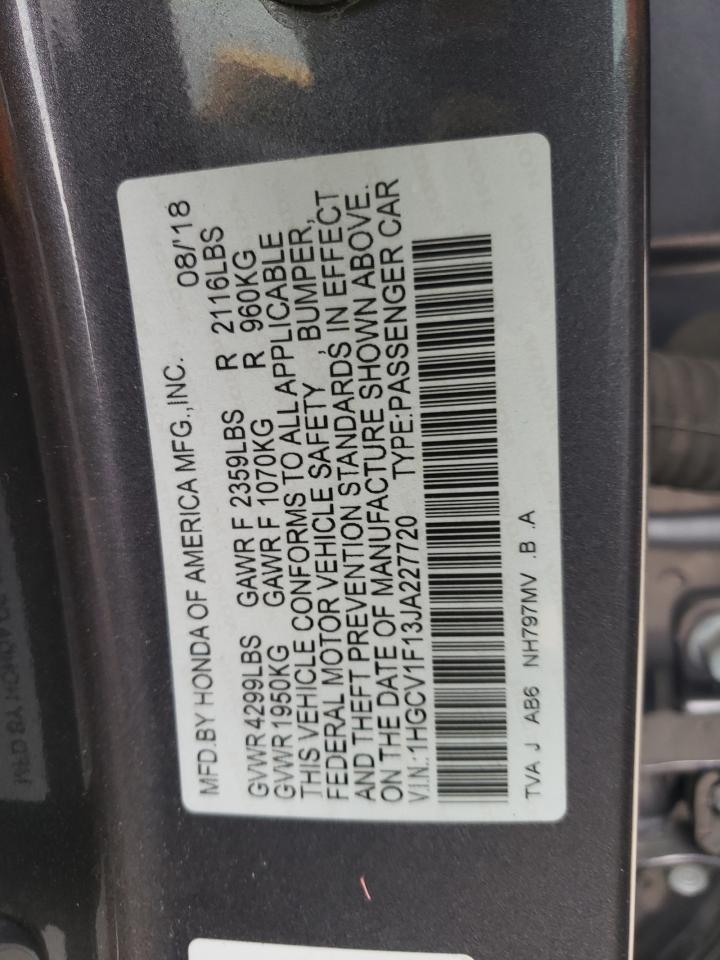 MFD.BY HONDA OF AMERICA MFG.,INC. 08/'18
GVWR 4299LBS GAWR F 2359LBS R 2116LBS
GVWR 1950KG GAWR F 1070KG R 960KG
THIS VEHICLE CONFORMS TO ALL APPLICABLE
FEDERAL MOTOR VEHICLE SAFETY , BUMPER,
AND THEFT PREVENTION STANDARDS, IN EFFECT
ON THE DATE OF MANUFACTURE SHOWN ABOVE.
V.I.N.: 1HGCV1F13JA227720 TYPE:PASSENGER CAR
TVA J AB6 NH797MV .B .A